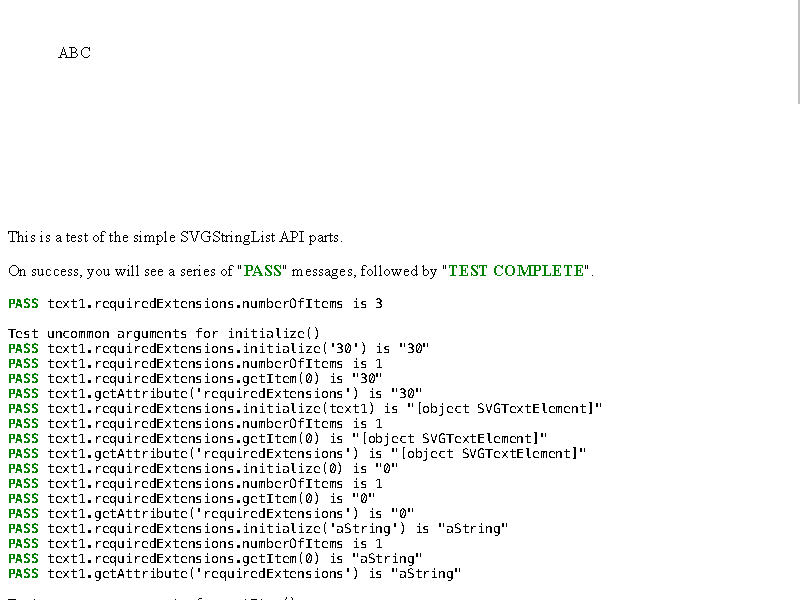 ABC
This is a test of the simple SVGStringList API parts.
On success, you will see a series of "PASS" messages, followed by "TEST COMPLETE".
PASS text1.requiredExtensions.numberOfItems is 3
Test uncommon arguments for initialize()
PASS text1.requiredExtensions.initialize('30') is "30"
PASS text1.requiredExtensions.numberOfItems is 1
PASS text1.requiredExtensions.getItem(0) is "30"
PASS text1.getAttribute('requiredExtensions') is "30"
PASS text1.requiredExtensions.initialize(text1) is "[object SVGTextElement]"
PASS text1.requiredExtensions.numberOfItems is 1
PASS text1.requiredExtensions.getItem(0) is "[object SVGTextElement]"
PASS text1.getAttribute('requiredExtensions') is "[object SVGTextElement]"
PASS text1.requiredExtensions.initialize(0) is "0"
PASS text1.requiredExtensions.numberOfItems is 1
PASS text1.requiredExtensions.getItem(0) is "0"
PASS text1.getAttribute('requiredExtensions') is "0"
PASS text1.requiredExtensions.initialize('aString') is "aString"
PASS text1.requiredExtensions.numberOfItems is 1
PASS text1.requiredExtensions.getItem(0) is "aString"
PASS text1.getAttribute('requiredExtensions') is "aString"